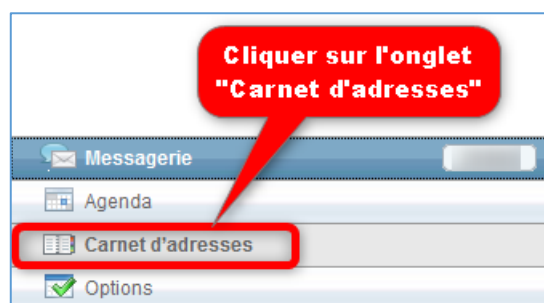 Cliquer sur l'onglet
"Carnet d'adresses"
Messagerie
Agenda
Carnet d'adresses
Options